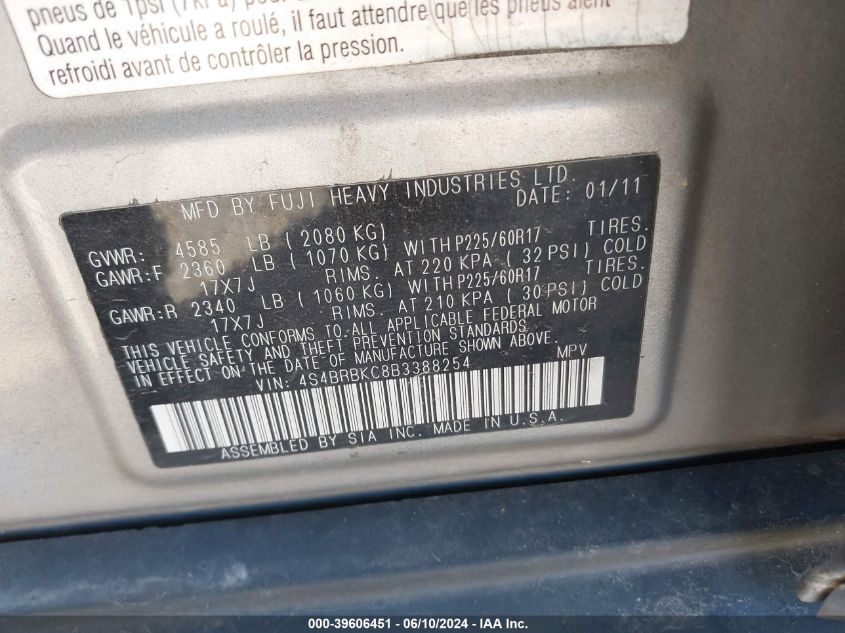 pneus de 1psi (7kPa)
Quand le véhicule a roulé, il faut attendre que les pneus aient
refroidi avant de contrôler la pression.
MFD BY FUJI HEAVY INDUSTRIES LTD.
DATE: 01/11
GVWR: 4585 LB ( 2080 KG)
GAWR:F 2360 LB ( 1070 KG) WITH P225/60R17 TIRES.
17X7J RIMS. AT 220 KPA ( 32 PSI) COLD
GAWR:R 2340 LB ( 1060 KG) WITH P225/60R17 TIRES.
17X7J RIMS. AT 210 KPA ( 30 PSI) COLD
THIS VEHICLE CONFORMS TO ALL APPLICABLE FEDERAL MOTOR
VEHICLE SAFETY AND THEFT PREVENTION STANDARDS
IN EFFECT ON THE DATE OF MANUFACTURE SHOWN ABOVE.
VIN: 4S4BRBKC8B3388254 MPV
ASSEMBLED BY SIA INC. MADE IN U.S.A.
000-39606451 - 06/10/2024 - IAA Inc.